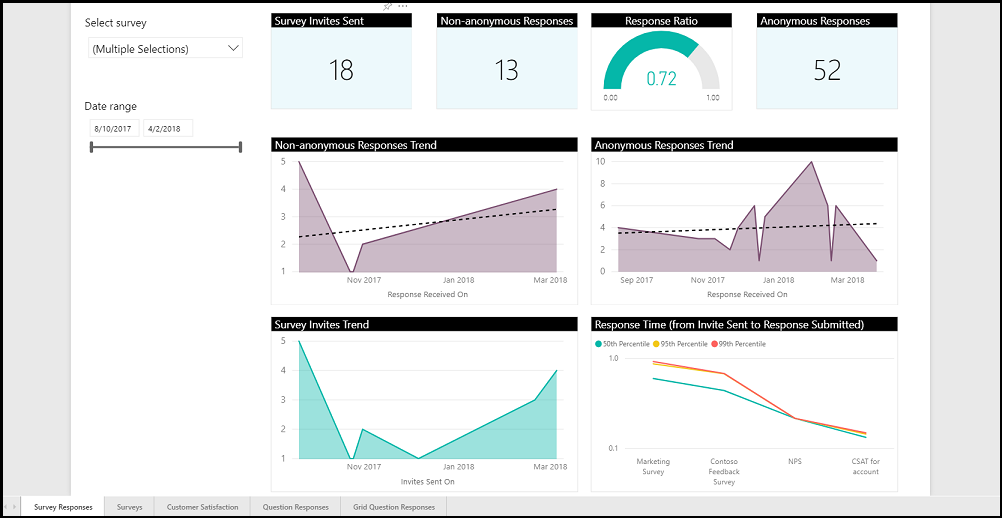 Select survey
(Multiple Selections)
Date range
8/10/2017 4/2/2018
Survey Invites Sent
18
Non-anonymous Responses
13
Response Ratio
0.72
0.00 1.00
Anonymous Responses
52
Non-anonymous Responses Trend
5
4
3
2
1
Nov 2017 Jan 2018 Mar 2018
Response Received On
Anonymous Responses Trend
10
8
6
4
2
0
Sep 2017 Nov 2017 Jan 2018 Mar 2018
Response Received On
Survey Invites Trend
5
4
3
2
1
Nov 2017 Jan 2018 Mar 2018
Invites Sent On
Response Time (from Invite Sent to Response Submitted)
50th Percentile 95th Percentile 99th Percentile
1.0
0.1
Marketing
Survey
Contoso
Feedback
Survey
NPS
CSAT for
account
Survey Responses Surveys Customer Satisfaction Question Responses Grid Question Responses